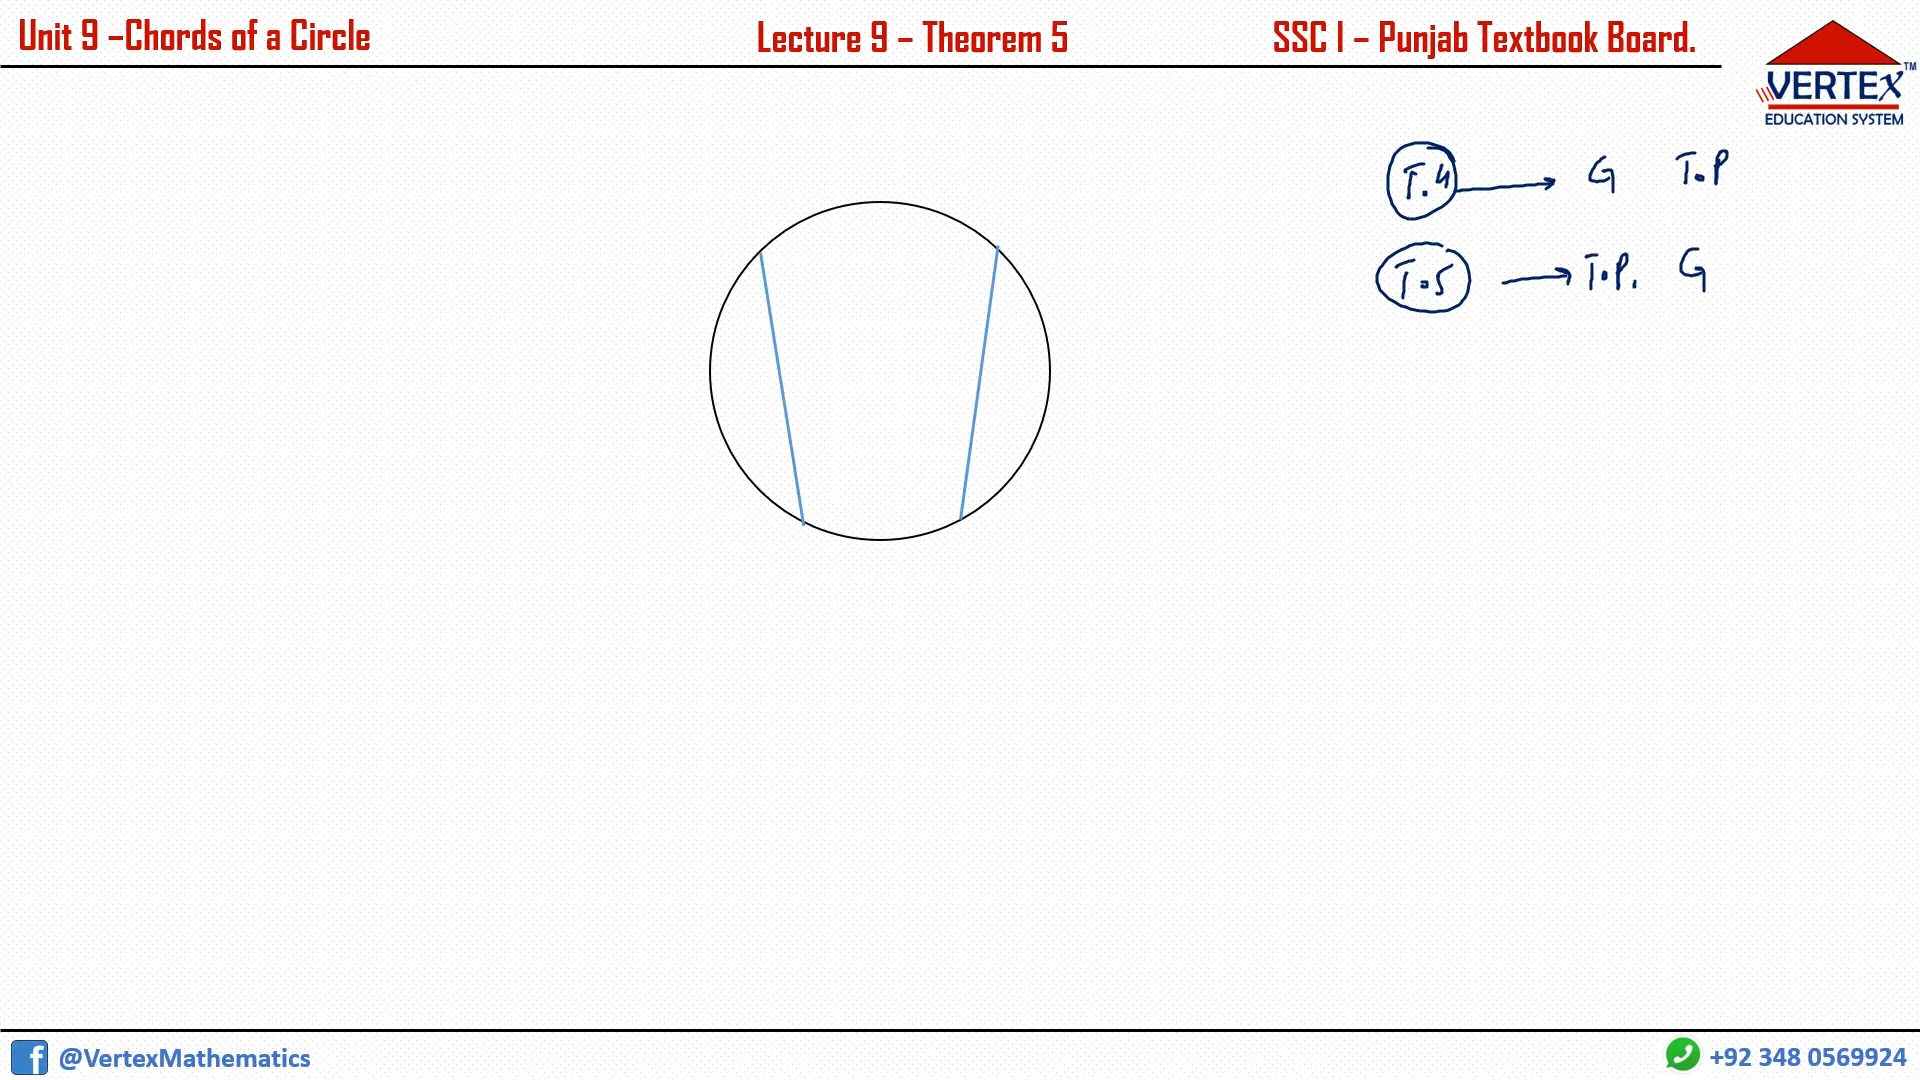 Unit 9 –Chords of a Circle
Lecture 9 – Theorem 5
SSC I – Punjab Textbook Board.
VERTEX TM
EDUCATION SYSTEM
T.4 → G T.P
T.5 → T.P. G
@VertexMathematics
+92 348 0569924